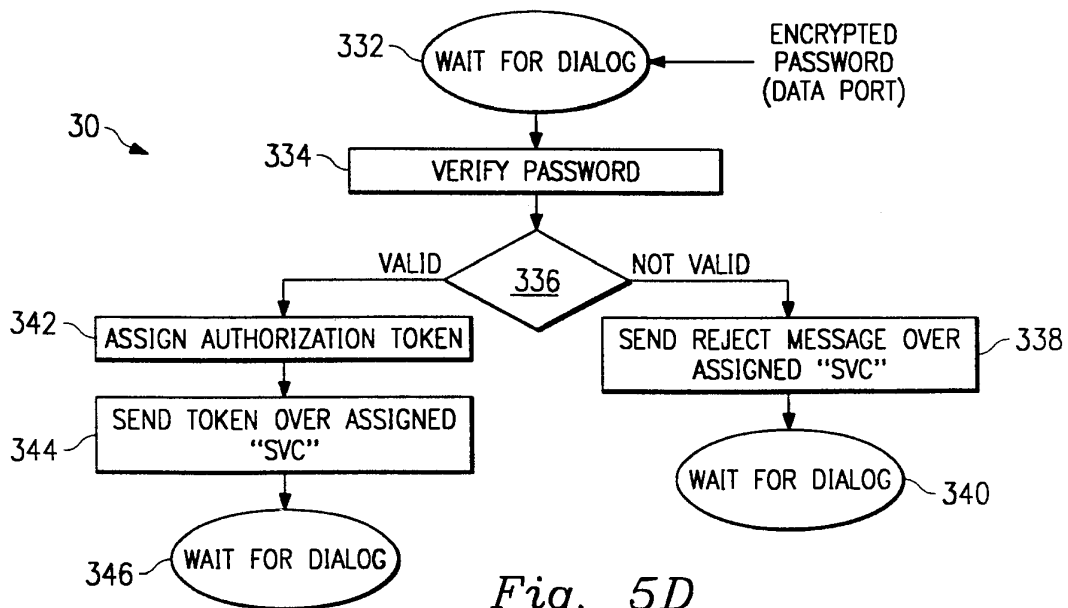 332
WAIT FOR DIALOG
ENCRYPTED
PASSWORD
(DATA PORT)
30
334
VERIFY PASSWORD
VALID
336
NOT VALID
342
ASSIGN AUTHORIZATION TOKEN
SEND REJECT MESSAGE OVER
ASSIGNED “SVC”
338
344
SEND TOKEN OVER ASSIGNED
“SVC”
WAIT FOR DIALOG
340
346
WAIT FOR DIALOG
Fig. 5D